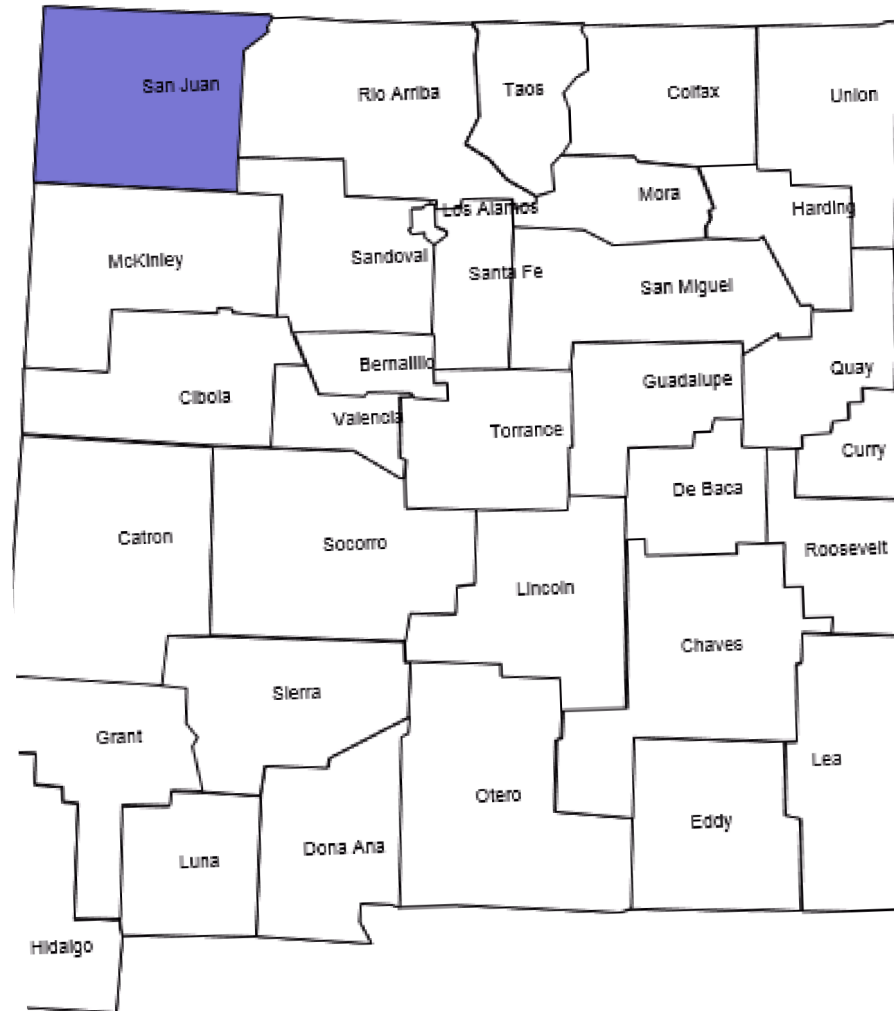 San Juan
Rio Arriba
Taos
Colfax
Union
Los Alamos
Mora
Harding
McKinley
Sandoval
Santa Fe
San Miguel
Bernalillo
Guadalupe
Quay
Cibola
Valencia
Torrance
Curry
De Baca
Catron
Socorro
Roosevelt
Lincoln
Chaves
Sierra
Grant
Lea
Otero
Eddy
Luna
Dona Ana
Hidalgo